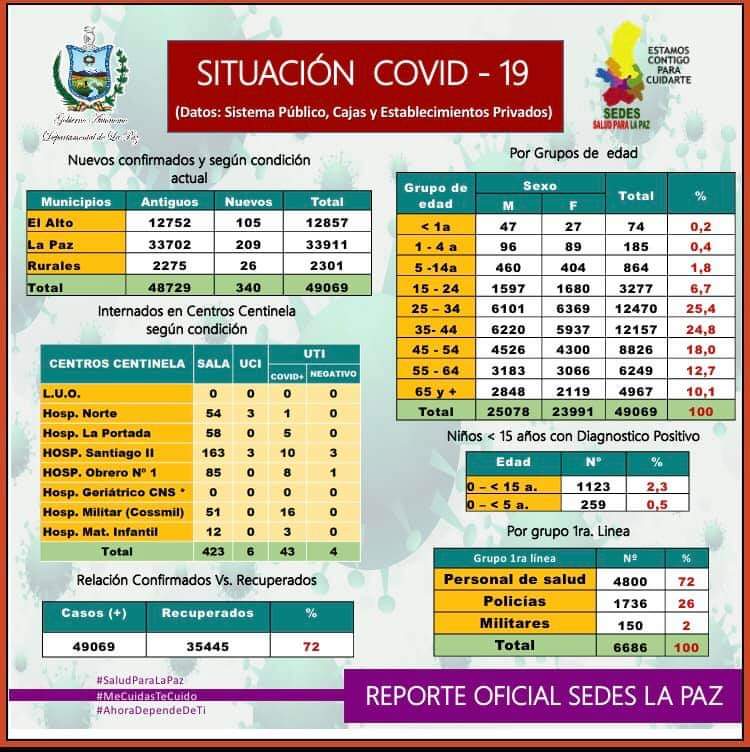 Gobierno Autónomo
Departamental de La Paz
SITUACIÓN COVID - 19
(Datos: Sistema Público, Cajas y Establecimientos Privados)
ESTAMOS
CONTIGO
PARA
CUIDARTE
SEDES
SALUD PARA LA PAZ
Nuevos confirmados y según condición
actual
Municipios Antiguos Nuevos Total
El Alto 12752 105 12857
La Paz 33702 209 33911
Rurales 2275 26 2301
Total 48729 340 49069
Internados en Centros Centinela
según condición
CENTROS CENTINELA SALA UCI UTI
COVID+ NEGATIVO
L.U.O. 0 0 0 0
Hosp. Norte 54 3 1 0
Hosp. La Portada 58 0 5 0
HOSP. Santiago II 163 3 10 3
HOSP. Obrero Nº 1 85 0 8 1
Hosp. Geriátrico CNS * 0 0 0 0
Hosp. Militar (Cossmil) 51 0 16 0
Hosp. Mat. Infantil 12 0 3 0
Total 423 6 43 4
Relación Confirmados Vs. Recuperados
Casos (+) Recuperados %
49069 35445 72
Por Grupos de edad
Grupo de edad Sexo Total %
M F
< 1a 47 27 74 0,2
1 - 4 a 96 89 185 0,4
5 -14a 460 404 864 1,8
15 - 24 1597 1680 3277 6,7
25 – 34 6101 6369 12470 25,4
35- 44 6220 5937 12157 24,8
45 - 54 4526 4300 8826 18,0
55 - 64 3183 3066 6249 12,7
65 y + 2848 2119 4967 10,1
Total 25078 23991 49069 100
Niños < 15 años con Diagnostico Positivo
Edad Nº %
0 – < 15 a. 1123 2,3
0 – < 5 a. 259 0,5
Por grupo 1ra. Linea
Grupo 1ra línea Nº %
Personal de salud 4800 72
Policías 1736 26
Militares 150 2
Total 6686 100
#SaludParaLaPaz
#MeCuidasTeCuido
#AhoraDependeDeTi
REPORTE OFICIAL SEDES LA PAZ